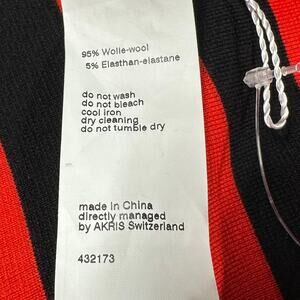 95% Wolle-wool
5% Elasthan-elastane
do not wash
do not bleach
cool iron
dry cleaning
do not tumble dry
made in China
directly managed
by AKRIS Switzerland
432173